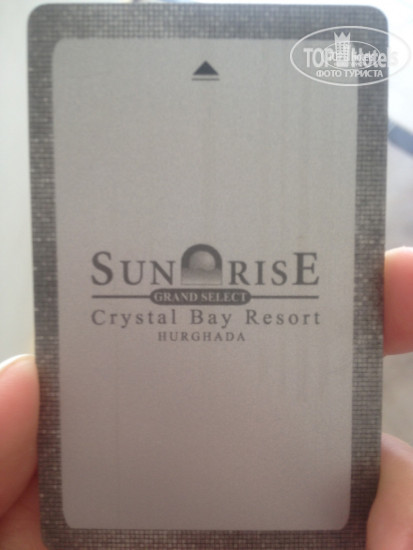 TOP Hotels
ФОТО ТУРИСТА
SUNRISE
GRAND SELECT
Crystal Bay Resort
HURGHADA